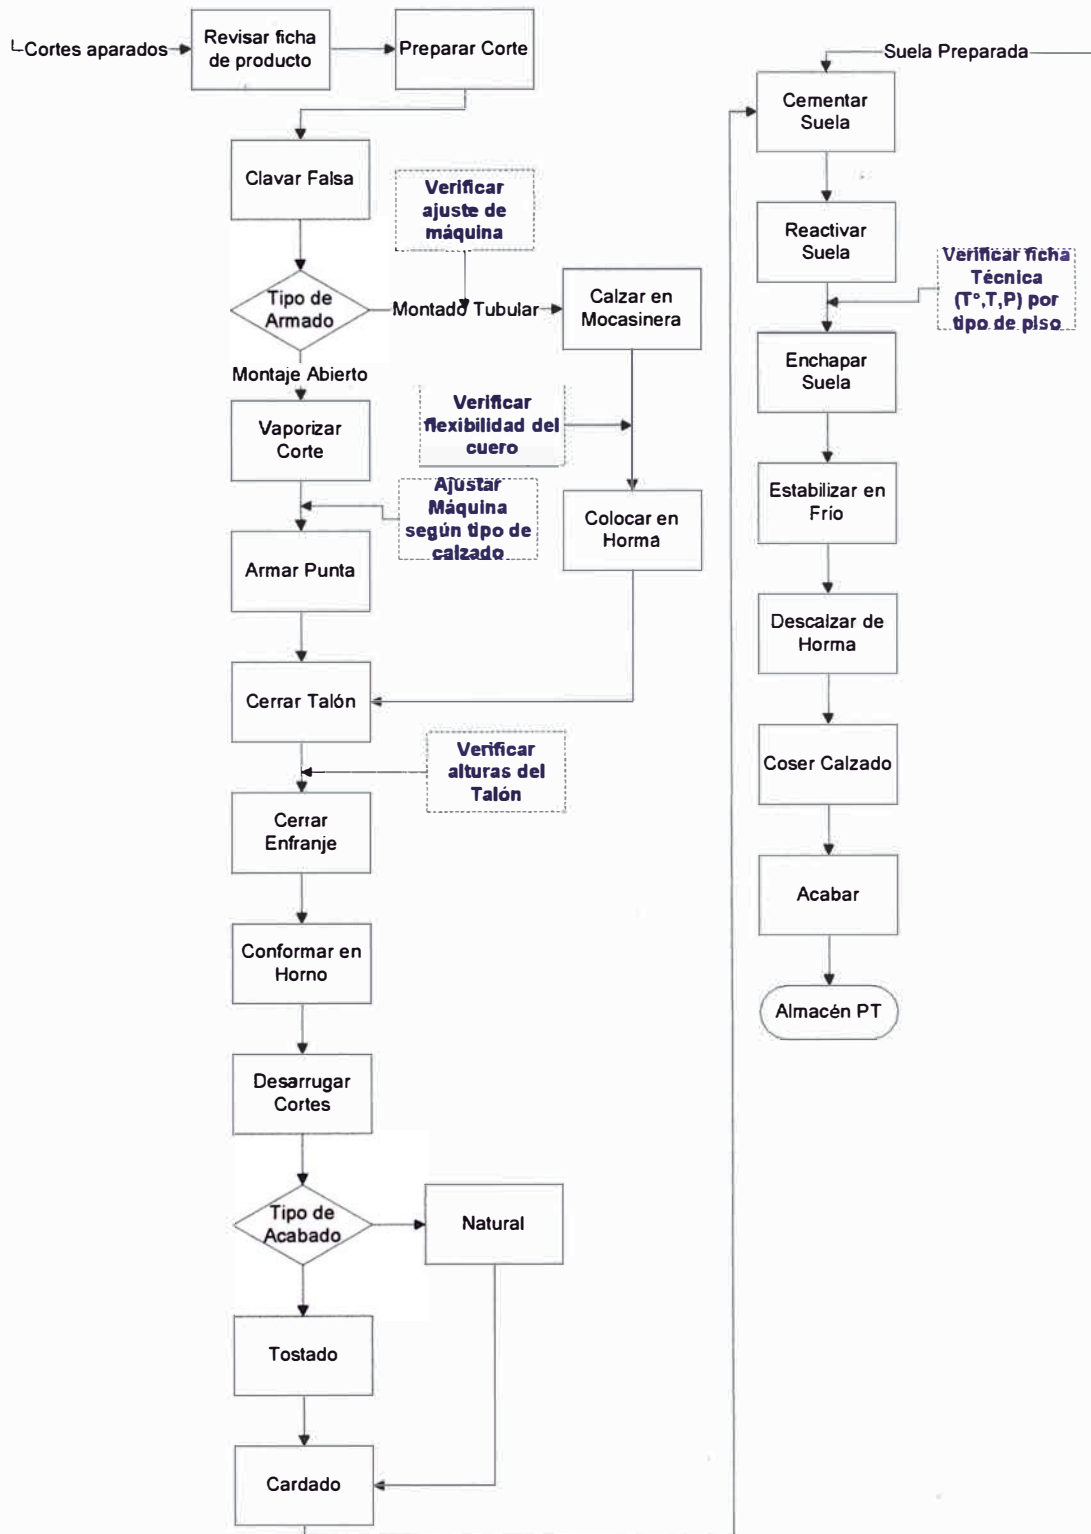 Cortes aparados
Revisar ficha
de producto
Preparar Corte
Clavar Falsa
Verificar
ajuste de
máquina
Tipo de
Armado
Montado Tubular
Calzar en
Mocasinera
Montaje Abierto
Vaporizar
Corte
Verificar
flexibilidad del
cuero
Ajustar
Máquina
según tipo de
calzado
Colocar en
Horma
Armar Punta
Cerrar Talón
Verificar
alturas del
Talón
Cerrar
Enfranje
Conformar en
Horno
Desarrugar
Cortes
Tipo de
Acabado
Natural
Tostado
Cardado
Suela Preparada
Cementar
Suela
Reactivar
Suela
Verificar ficha
Técnica
(T°,T,P) por
tipo de piso
Enchapar
Suela
Estabilizar en
Frío
Descalzar de
Horma
Coser Calzado
Acabar
Almacén PT